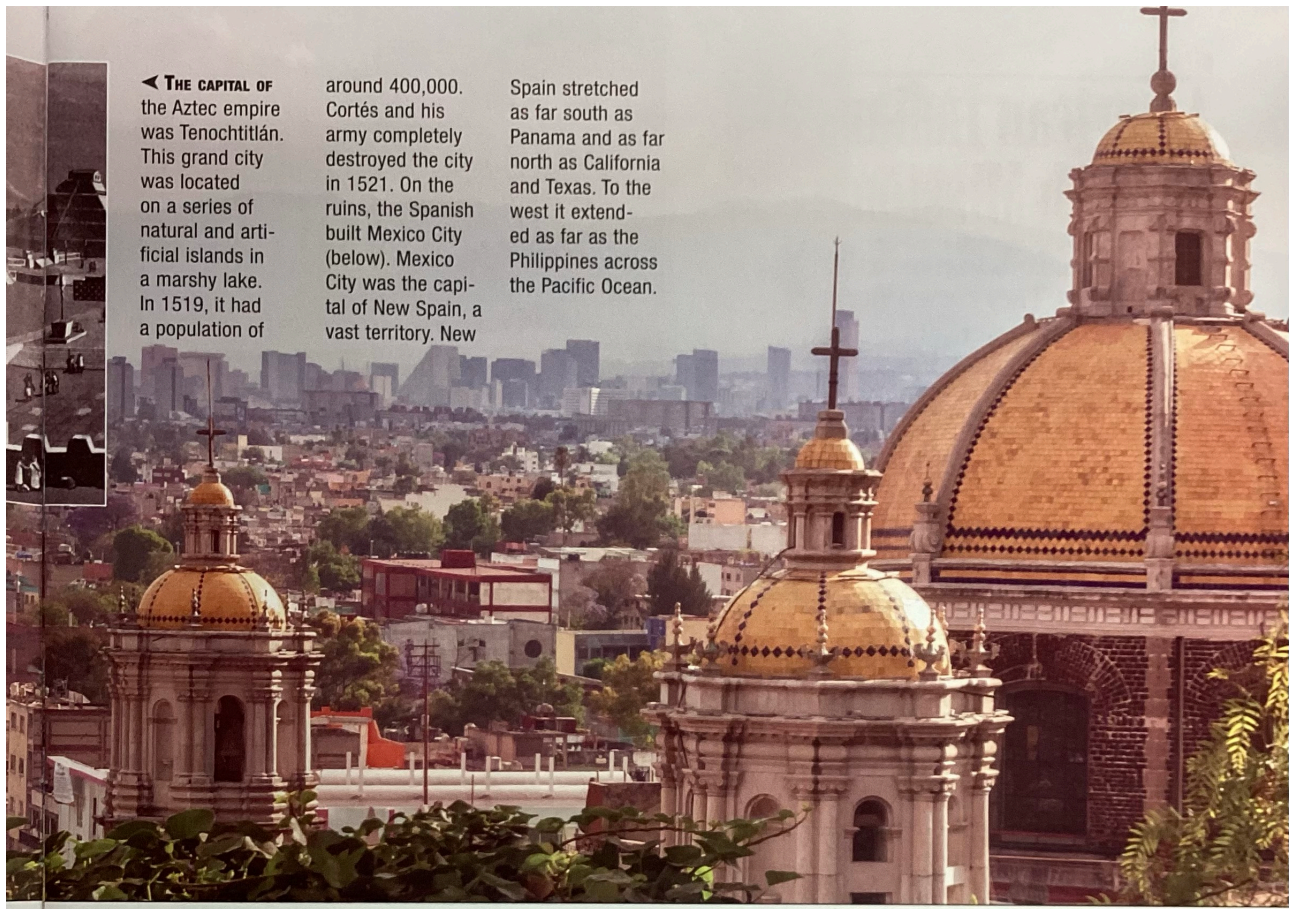 THE CAPITAL OF
the Aztec empire
was Tenochtitlán.
This grand city
was located
on a series of
natural and arti-
ficial islands in
a marshy lake.
In 1519, it had
a population of
around 400,000.
Cortés and his
army completely
destroyed the city
in 1521. On the
ruins, the Spanish
built Mexico City
(below). Mexico
City was the capi-
tal of New Spain, a
vast territory. New
Spain stretched
as far south as
Panama and as far
north as California
and Texas. To the
west it extend-
ed as far as the
Philippines across
the Pacific Ocean.